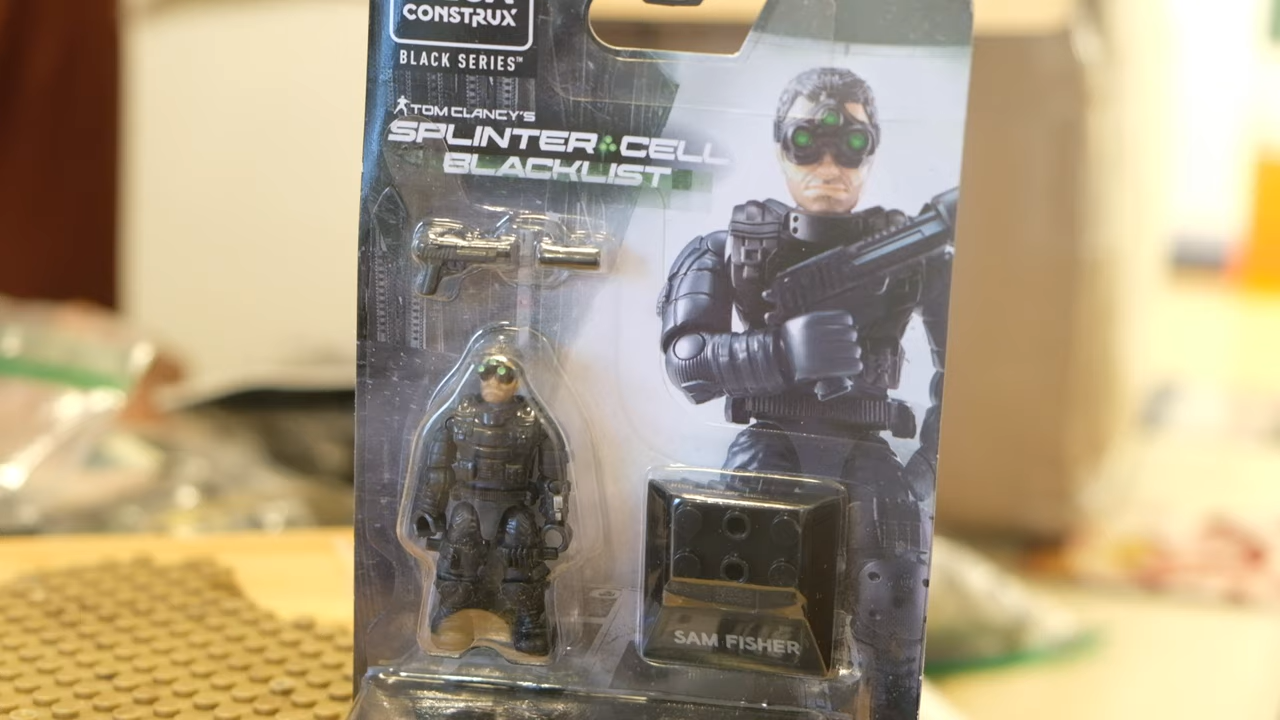 CONSTRUX
BLACK SERIES™
TOM CLANCY'S
SPLINTER CELL
BLACKLIST
SAM FISHER